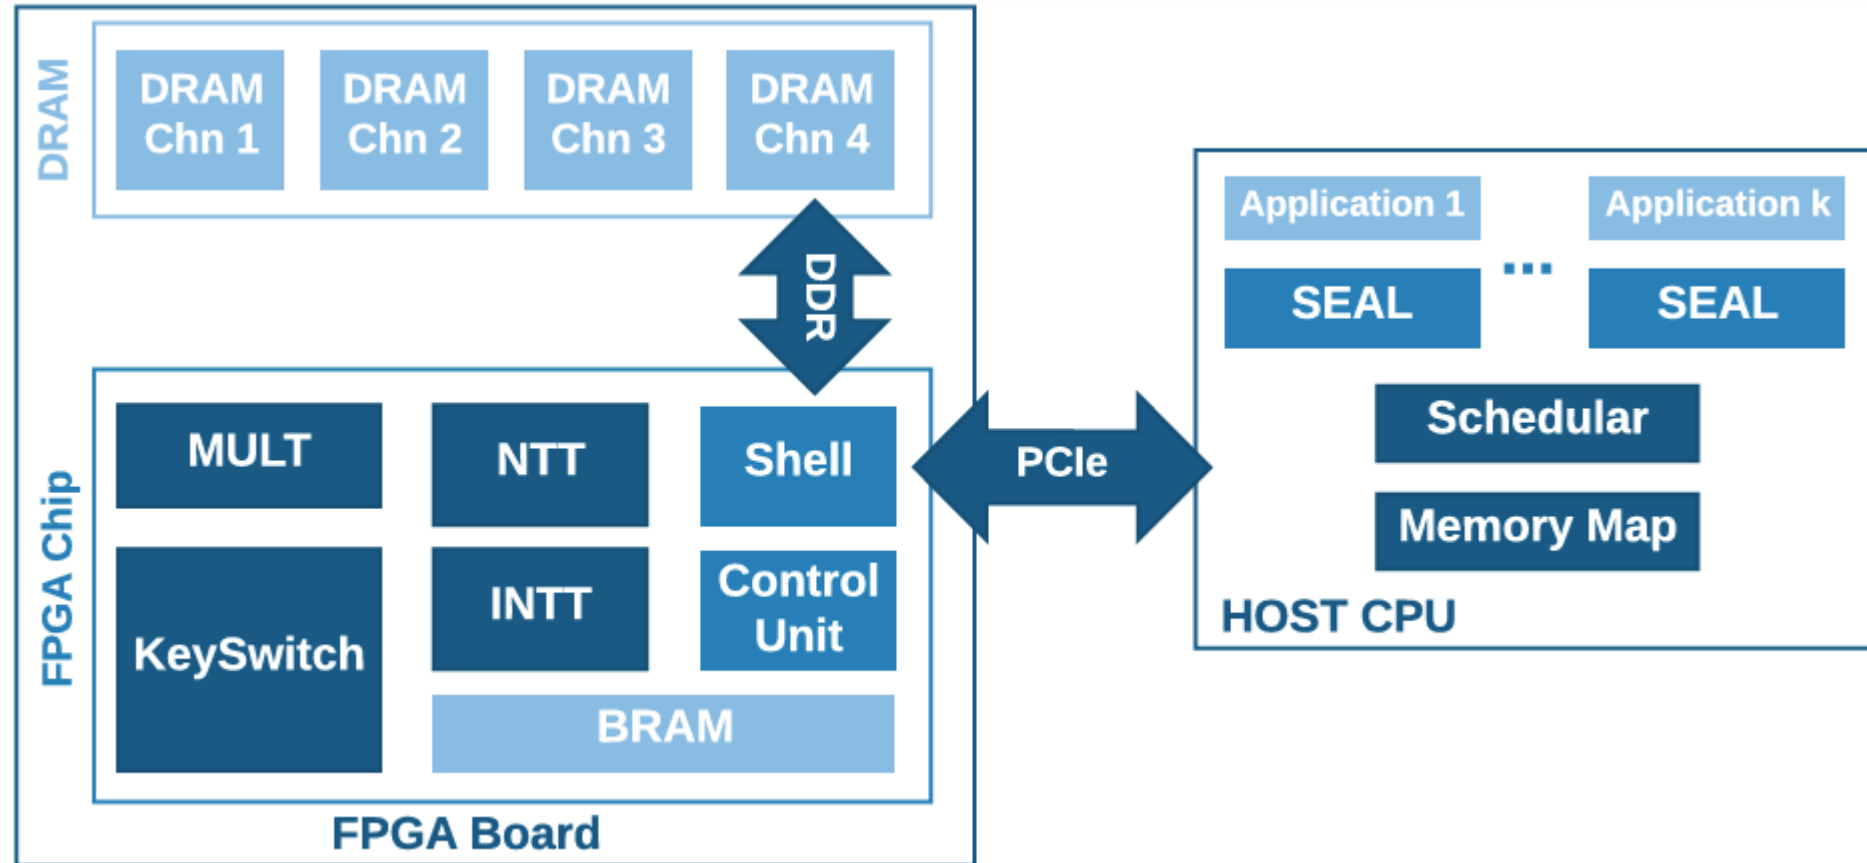 DRAM
DRAM
Chn 1
DRAM
Chn 2
DRAM
Chn 3
DRAM
Chn 4
DDR
FPGA Chip
MULT
NTT
Shell
KeySwitch
INTT
Control
Unit
BRAM
FPGA Board
PCIe
Application 1
...
Application k
SEAL
SEAL
Schedular
Memory Map
HOST CPU